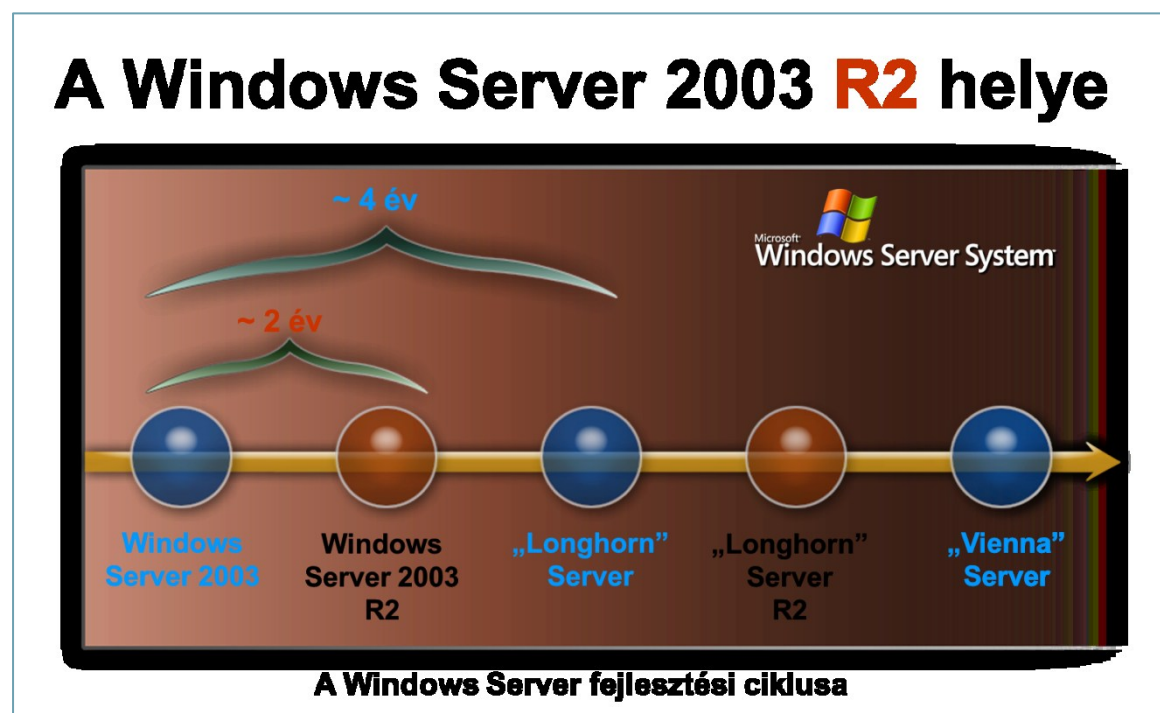 A Windows Server 2003 R2 helye
~ 4 év
Microsoft
Windows Server System
~ 2 év
Windows
Server 2003
Windows
Server 2003
R2
„Longhorn”
Server
„Longhorn”
Server
R2
„Vienna”
Server
A Windows Server fejlesztési ciklusa